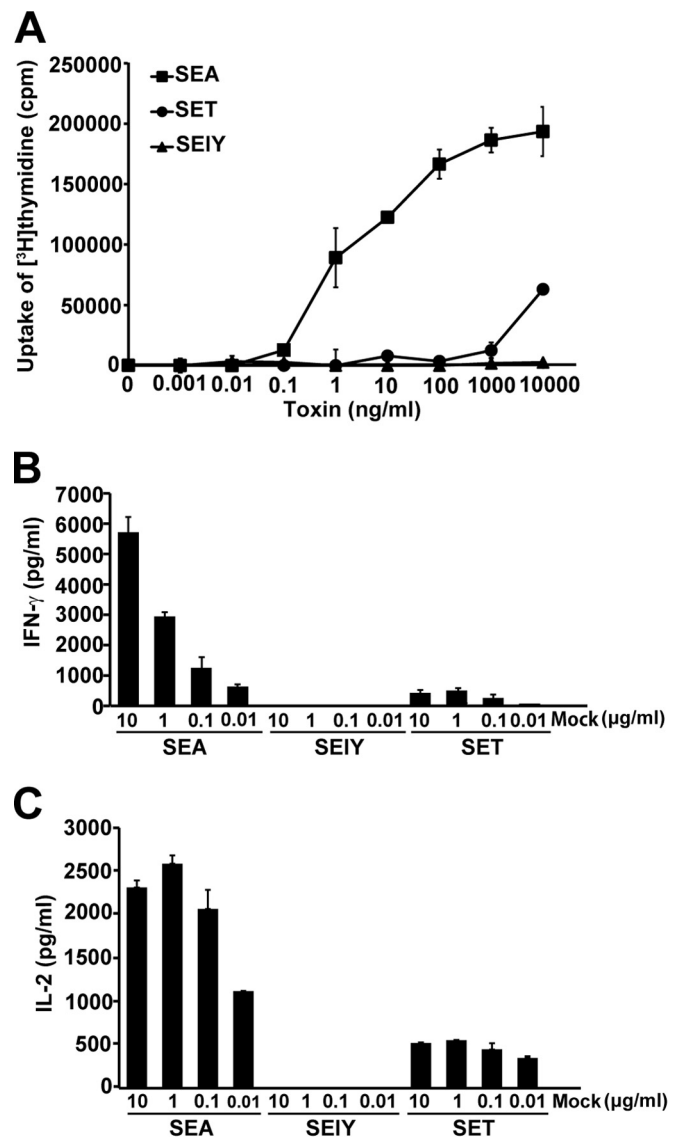 A
250000
200000
150000
100000
50000
0
Uptake of [³H]thymidine (cpm)
SEA
SET
SElY
0 0.001 0.01 0.1 1 10 100 1000 10000
Toxin (ng/ml)
B
7000
6000
5000
4000
3000
2000
1000
0
IFN-γ (pg/ml)
10 1 0.1 0.01 10 1 0.1 0.01 10 1 0.1 0.01 Mock (µg/ml)
SEA SElY SET
C
3000
2500
2000
1500
1000
500
0
IL-2 (pg/ml)
10 1 0.1 0.01 10 1 0.1 0.01 10 1 0.1 0.01 Mock (µg/ml)
SEA SElY SET